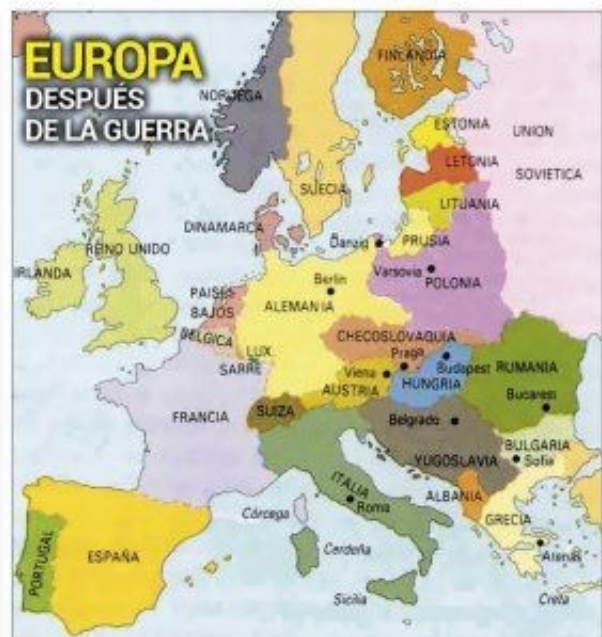 EUROPA
DESPUÉS
DE LA GUERRA
FINLANDIA
NORUEGA
ESTONIA
UNION
SOVIETICA
LETONIA
SUECIA
LITUANIA
DINAMARCA
Danzig
PRUSIA
REINO UNIDO
IRLANDA
Berlin
Varsovia
POLONIA
PAISES
BAJOS
ALEMANIA
BELGICA
LUX
SARRE
CHECOSLOVAQUIA
Praga
Budapest
RUMANIA
Viena
AUSTRIA
HUNGRIA
FRANCIA
SUIZA
Bucarest
Belgrado
BULGARIA
Sofia
YUGOSLAVIA
ITALIA
Roma
ALBANIA
GRECIA
Córcega
PORTUGAL
ESPAÑA
Cerdeña
Atenas
Sicilia
Creta